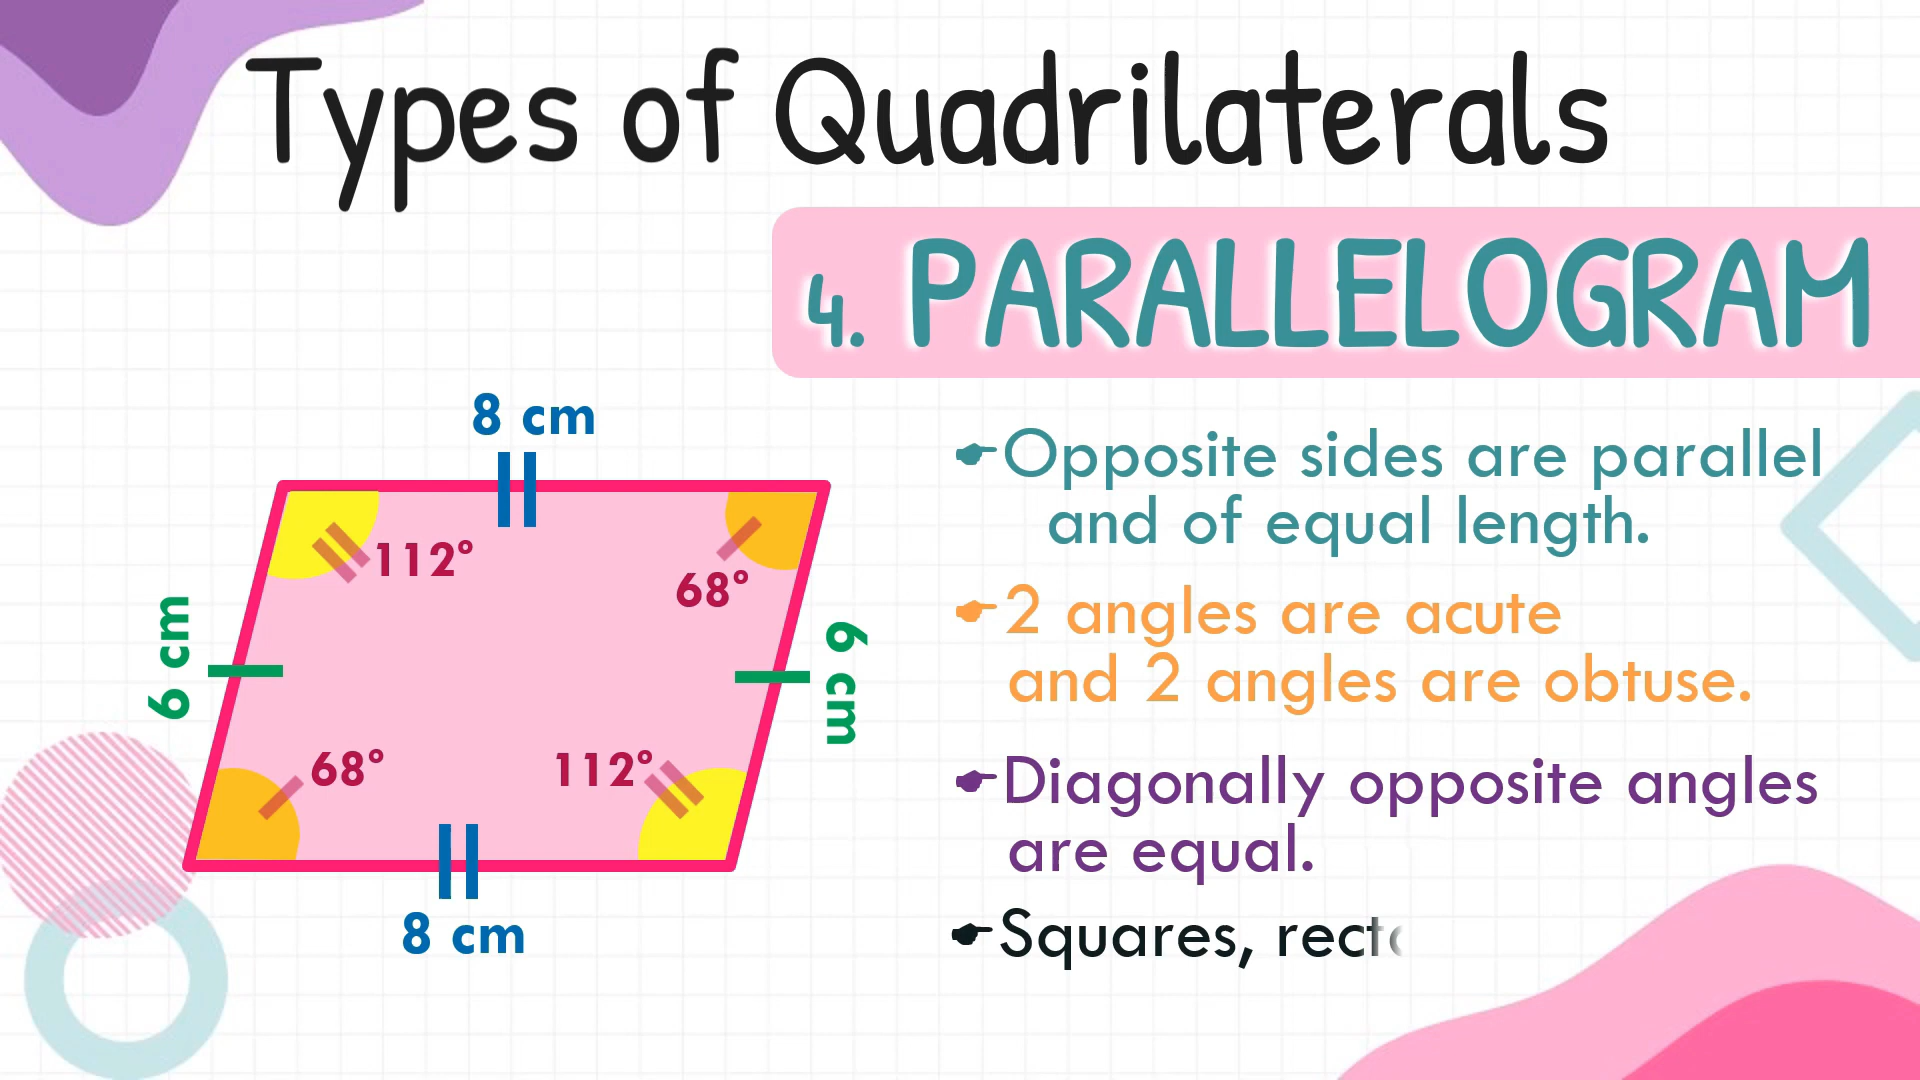 Types of Quadrilaterals
4. PARALLELOGRAM
8 cm
112°
68°
6 cm
6 cm
68°
112°
8 cm
☛Opposite sides are parallel
and of equal length.
☛2 angles are acute
and 2 angles are obtuse.
☛Diagonally opposite angles
are equal.
☛Squares,